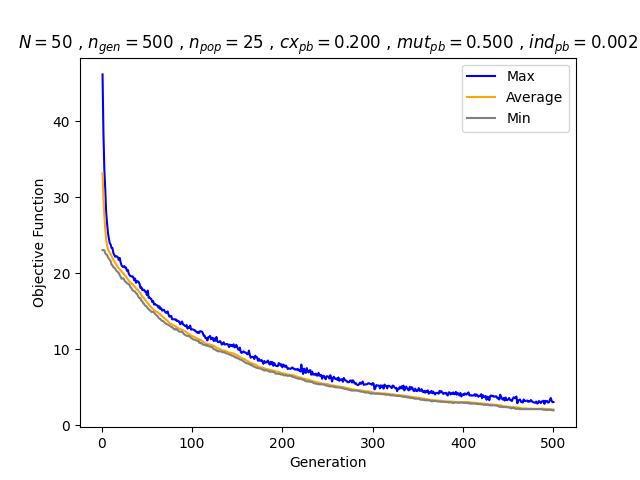 N = 50 , n_gen = 500 , n_pop = 25 , cx_pb = 0.200 , mut_pb = 0.500 , ind_pb = 0.002
Max
Average
Min
Objective Function
40
30
20
10
0
0 100 200 300 400 500
Generation